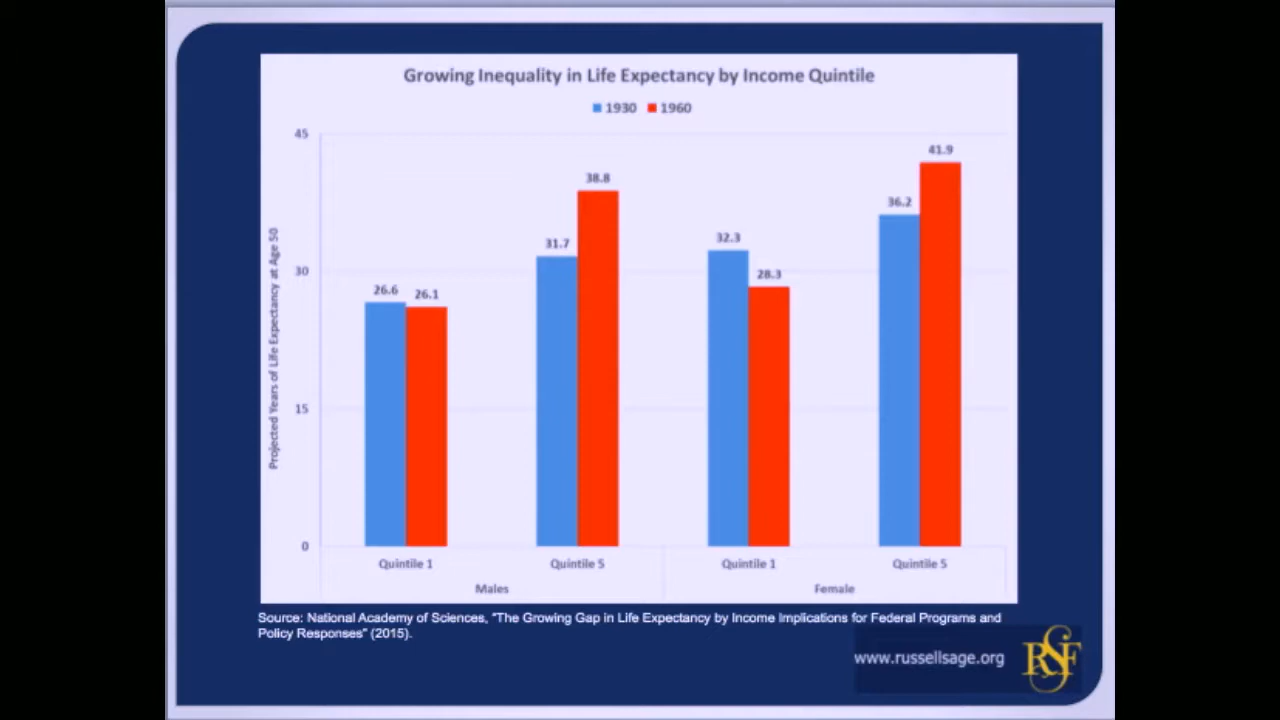 Growing Inequality in Life Expectancy by Income Quintile
1930 1960
45
30
15
0
Projected Years of Life Expectancy at Age 50
26.6
26.1
31.7
38.8
32.3
28.3
36.2
41.9
Quintile 1
Quintile 5
Quintile 1
Quintile 5
Males
Female
Source: National Academy of Sciences, "The Growing Gap in Life Expectancy by Income Implications for Federal Programs and
Policy Responses" (2015).
www.russellsage.org
RSF